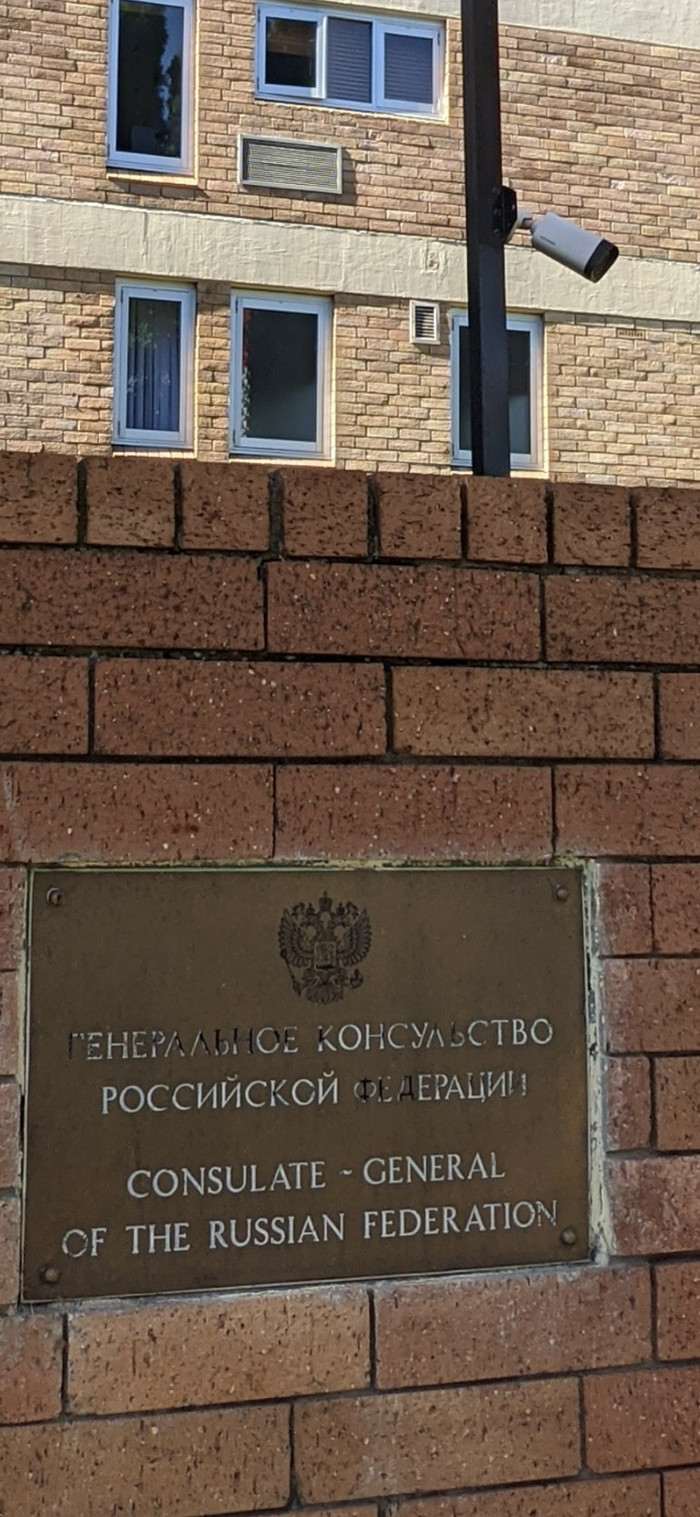 ГЕНЕРАЛЬНОЕ КОНСУЛЬСТВО
РОССИЙСКОЙ ФЕДЕРАЦИИ
CONSULATE - GENERAL
OF THE RUSSIAN FEDERATION